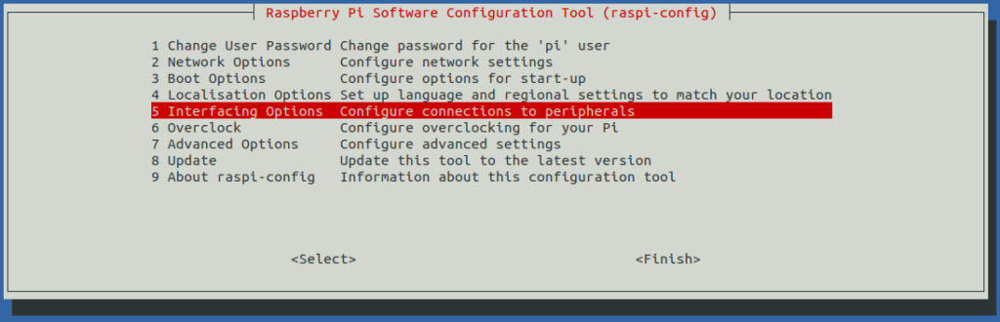 Raspberry Pi Software Configuration Tool (raspi-config)
1 Change User Password Change password for the 'pi' user
2 Network Options Configure network settings
3 Boot Options Configure options for start-up
4 Localisation Options Set up language and regional settings to match your location
5 Interfacing Options Configure connections to peripherals
6 Overclock Configure overclocking for your Pi
7 Advanced Options Configure advanced settings
8 Update Update this tool to the latest version
9 About raspi-config Information about this configuration tool
<Select> <Finish>